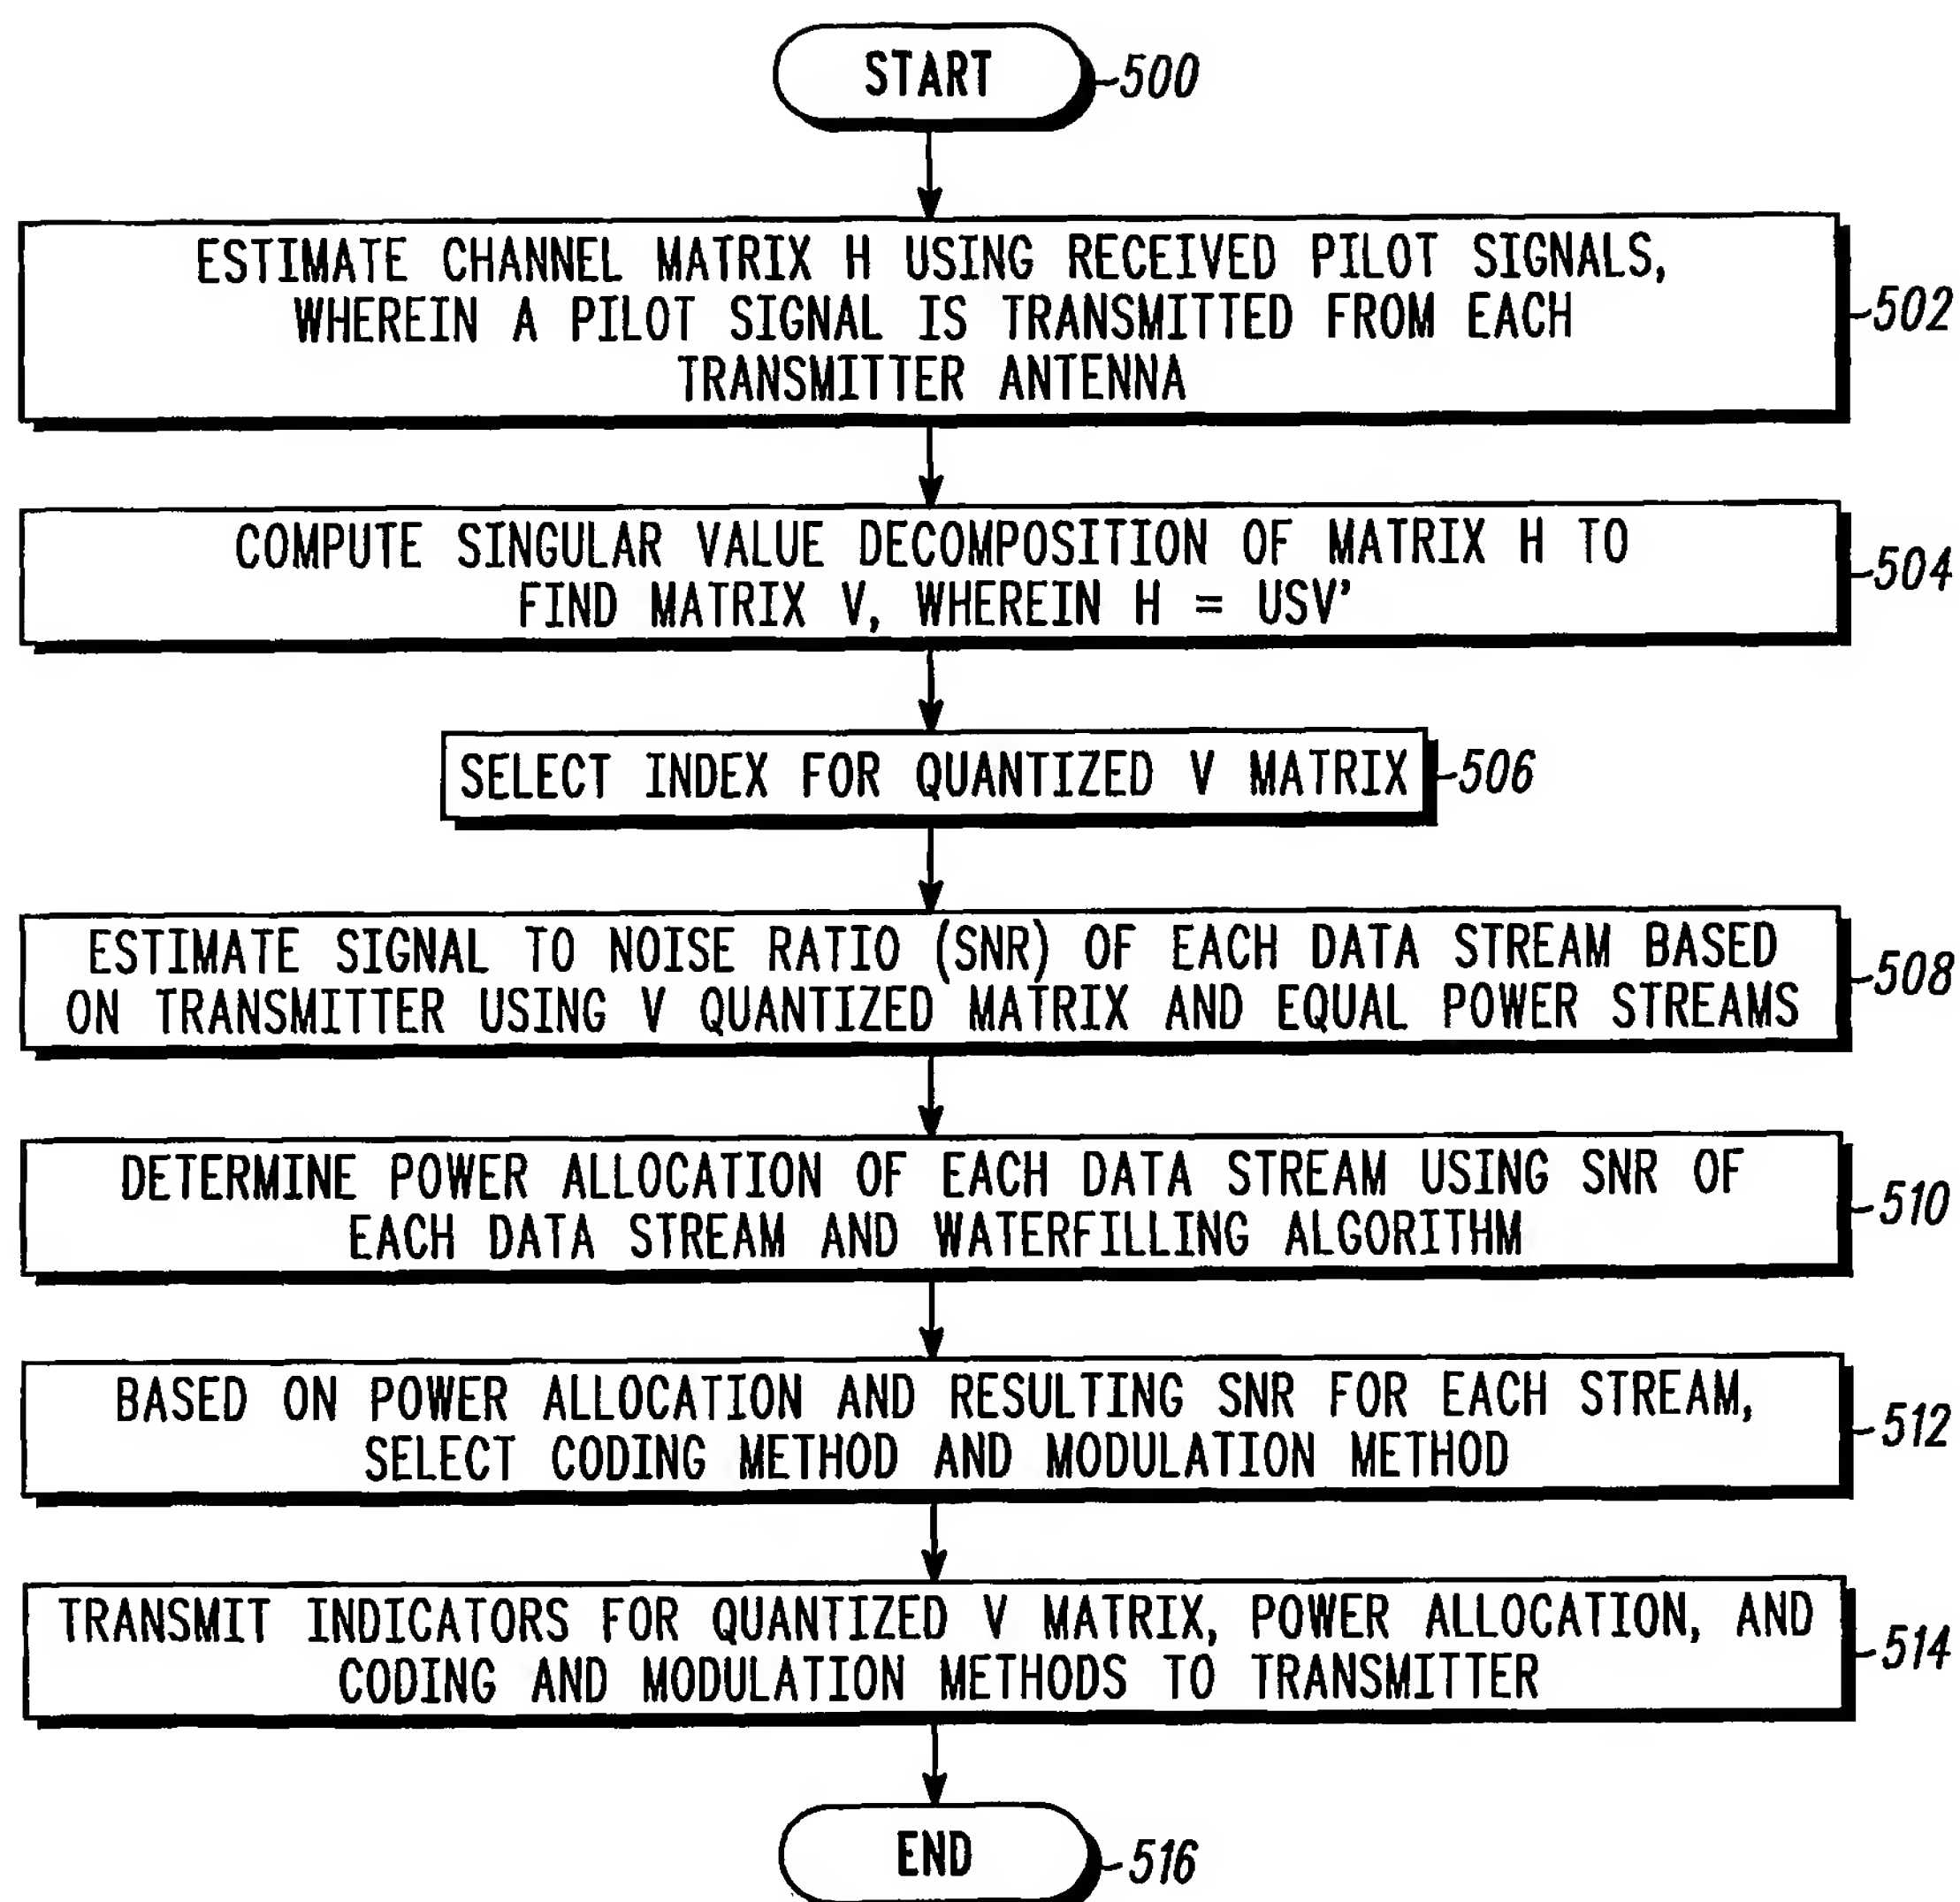 START
500
ESTIMATE CHANNEL MATRIX H USING RECEIVED PILOT SIGNALS,
WHEREIN A PILOT SIGNAL IS TRANSMITTED FROM EACH
TRANSMITTER ANTENNA
502
COMPUTE SINGULAR VALUE DECOMPOSITION OF MATRIX H TO
FIND MATRIX V, WHEREIN H = USV'
504
SELECT INDEX FOR QUANTIZED V MATRIX
506
ESTIMATE SIGNAL TO NOISE RATIO (SNR) OF EACH DATA STREAM BASED
ON TRANSMITTER USING V QUANTIZED MATRIX AND EQUAL POWER STREAMS
508
DETERMINE POWER ALLOCATION OF EACH DATA STREAM USING SNR OF
EACH DATA STREAM AND WATERFILLING ALGORITHM
510
BASED ON POWER ALLOCATION AND RESULTING SNR FOR EACH STREAM,
SELECT CODING METHOD AND MODULATION METHOD
512
TRANSMIT INDICATORS FOR QUANTIZED V MATRIX, POWER ALLOCATION, AND
CODING AND MODULATION METHODS TO TRANSMITTER
514
END
516